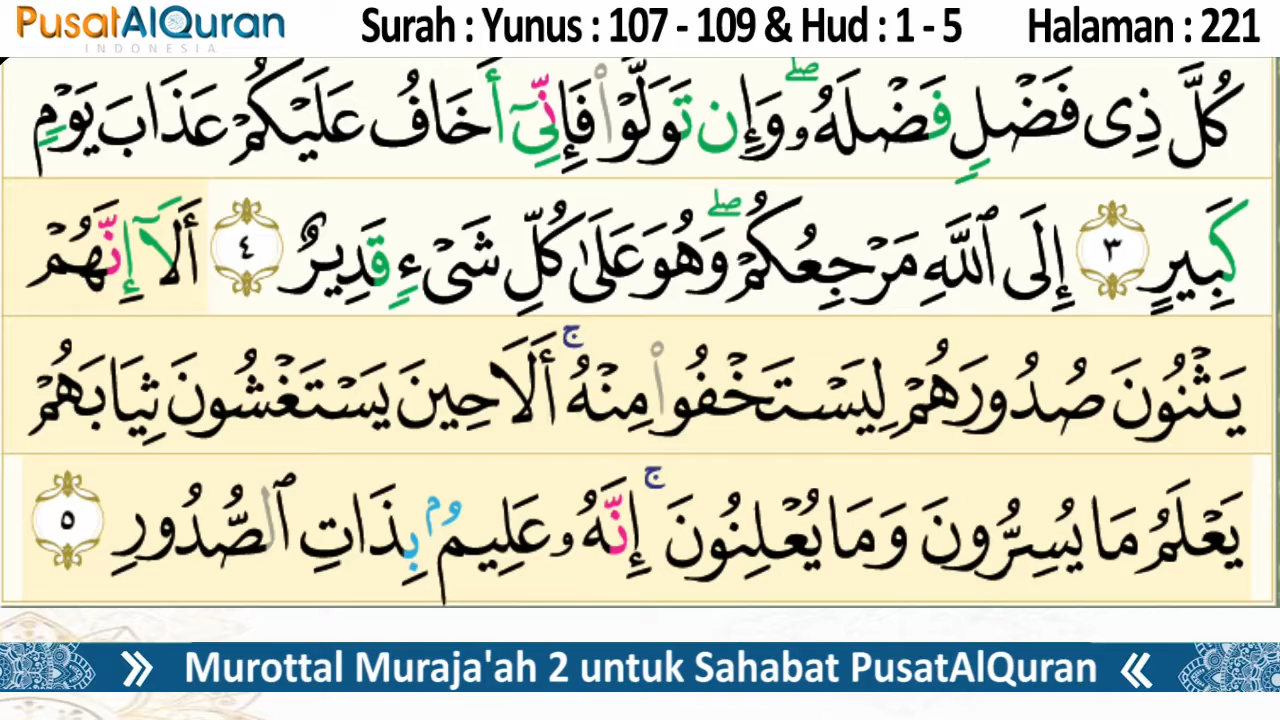 PusatAlQuran
INDONESIA
Surah : Yunus : 107 - 109 & Hud : 1 - 5
Halaman : 221
كُلَّ ذِى فَضْلٍ فَضْلَهُۥ ۖ وَإِن تَوَلَّوْا۟ فَإِنِّىٓ أَخَافُ عَلَيْكُمْ عَذَابَ يَوْمٍ
كَبِيرٍ ٣ إِلَى ٱللَّهِ مَرْجِعُكُمْ ۖ وَهُوَ عَلَىٰ كُلِّ شَىْءٍ قَدِيرٌ ٤ أَلَآ إِنَّهُمْ
يَثْنُونَ صُدُورَهُمْ لِيَسْتَخْفُوا۟ مِنْهُ ۚ أَلَا حِينَ يَسْتَغْشُونَ ثِيَابَهُمْ
يَعْلَمُ مَا يُسِرُّونَ وَمَا يُعْلِنُونَ ۚ إِنَّهُۥ عَلِيمٌۢ بِذَاتِ ٱلصُّدُورِ ٥
Murottal Muraja'ah 2 untuk Sahabat PusatAlQuran